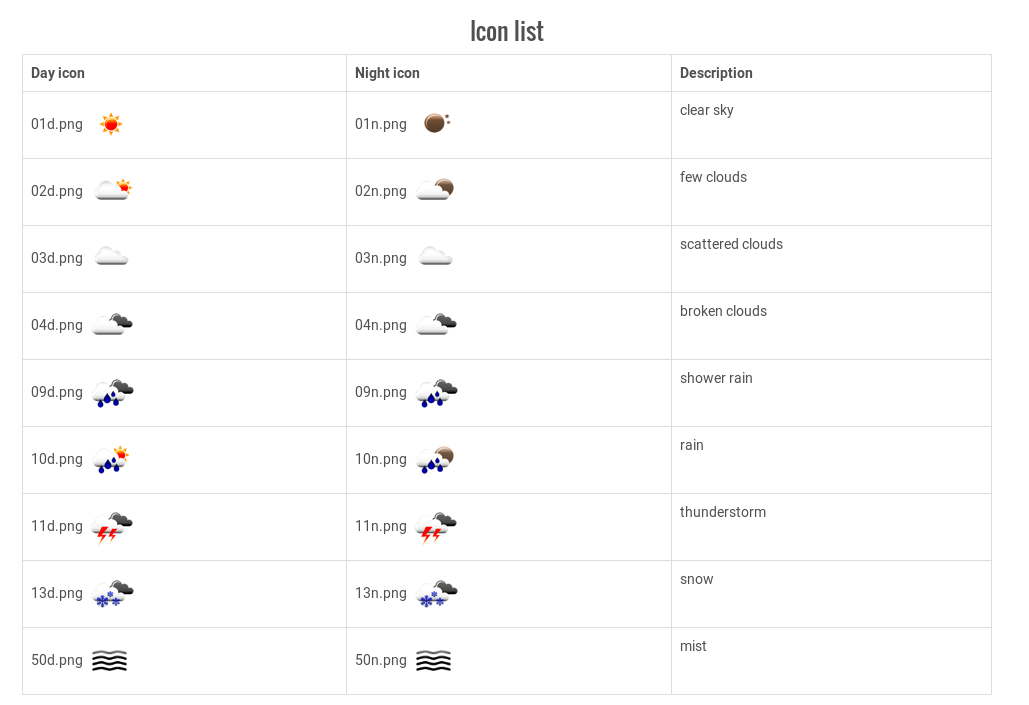 Icon list
Day icon Night icon Description
01d.png 01n.png clear sky
02d.png 02n.png few clouds
03d.png 03n.png scattered clouds
04d.png 04n.png broken clouds
09d.png 09n.png shower rain
10d.png 10n.png rain
11d.png 11n.png thunderstorm
13d.png 13n.png snow
50d.png 50n.png mist